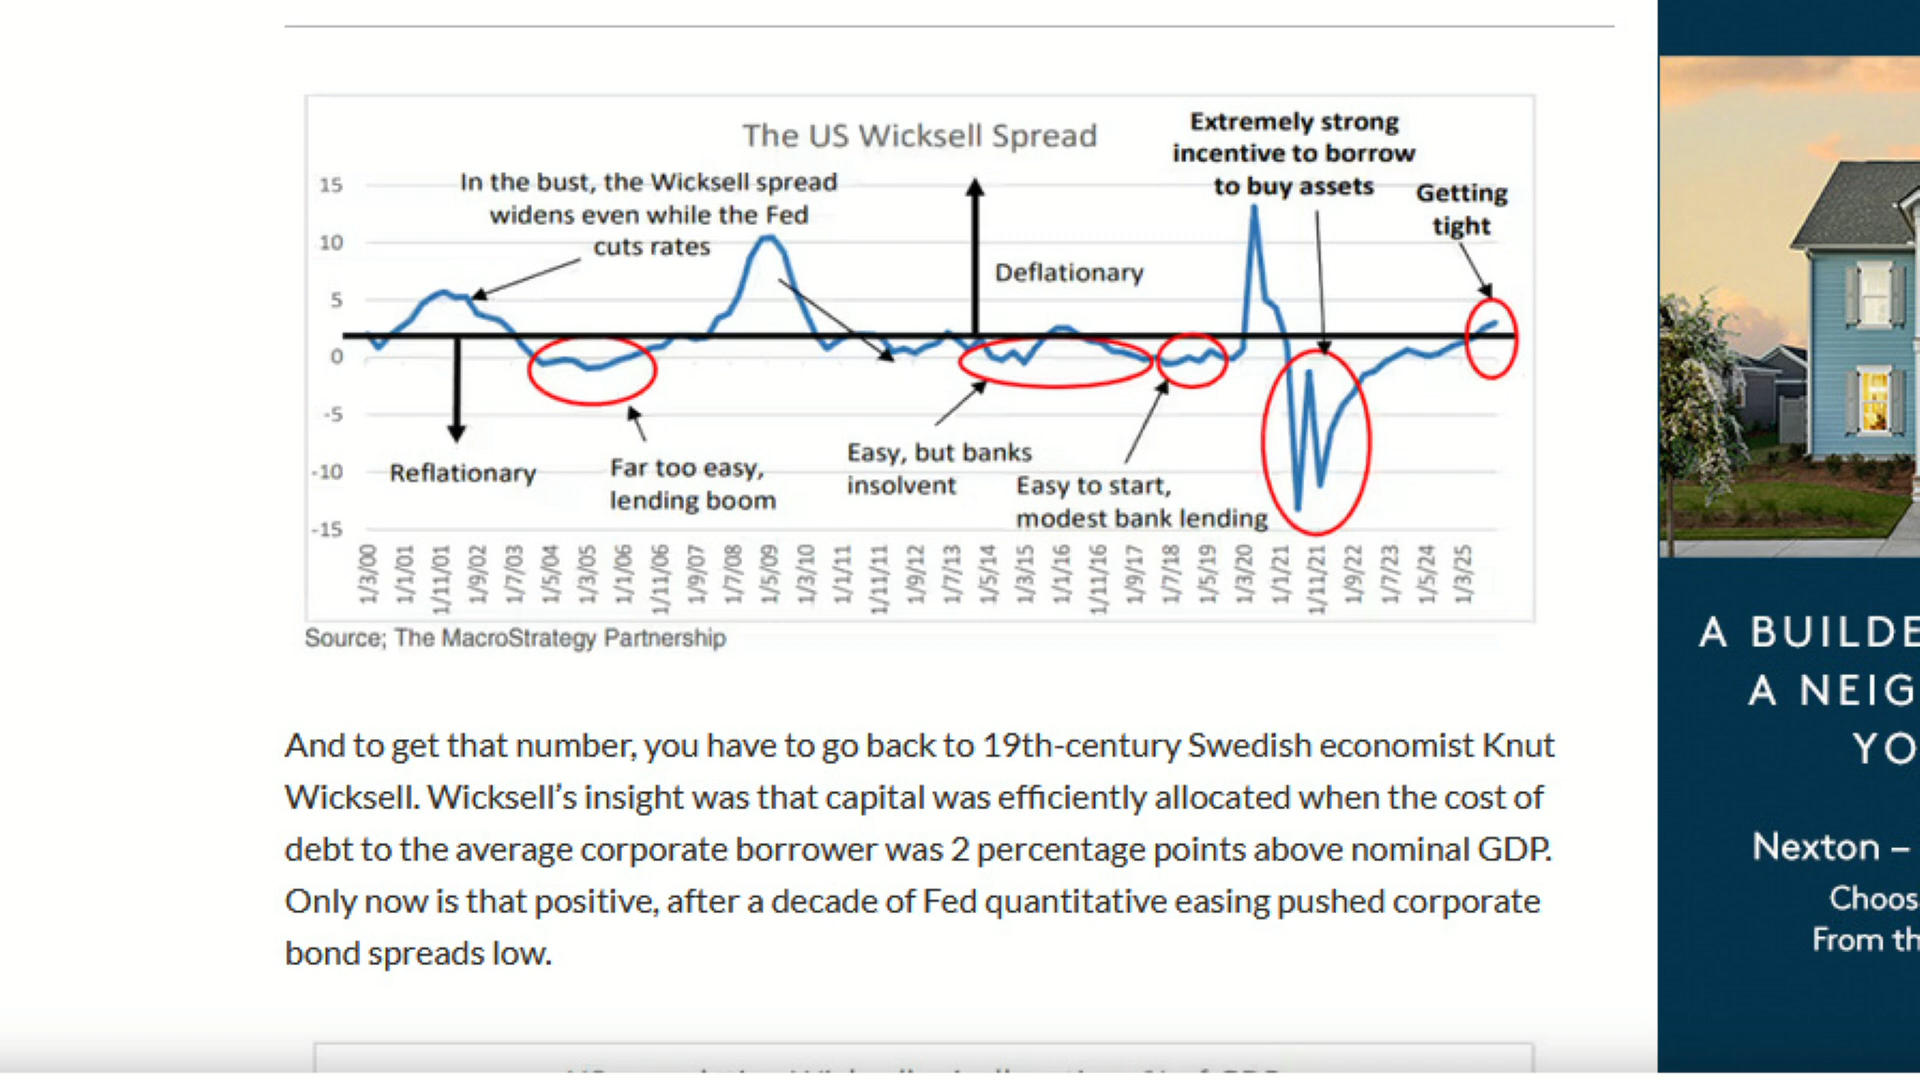 The US Wicksell Spread
In the bust, the Wicksell spread
widens even while the Fed
cuts rates
Extremely strong
incentive to borrow
to buy assets
Getting
tight
Deflationary
Reflationary
Far too easy,
lending boom
Easy, but banks
insolvent
Easy to start,
modest bank lending
15
10
5
0
-5
-10
-15
1/3/00
1/1/01
1/11/01
1/9/02
1/7/03
1/5/04
1/3/05
1/1/06
1/11/06
1/9/07
1/7/08
1/5/09
1/3/10
1/1/11
1/11/11
1/9/12
1/7/13
1/5/14
1/3/15
1/1/16
1/11/16
1/9/17
1/7/18
1/5/19
1/3/20
1/1/21
1/11/21
1/9/22
1/7/23
1/5/24
1/3/25
Source; The MacroStrategy Partnership
And to get that number, you have to go back to 19th-century Swedish economist Knut
Wicksell. Wicksell’s insight was that capital was efficiently allocated when the cost of
debt to the average corporate borrower was 2 percentage points above nominal GDP.
Only now is that positive, after a decade of Fed quantitative easing pushed corporate
bond spreads low.
A BUILDE
A NEIG
YO
Nexton –
Choos
From th